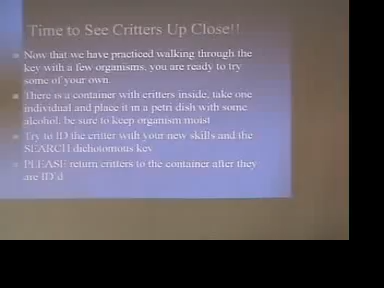 Time to See Critters Up Close!!
Now that we have practiced walking through the
key with a few organisms, you are ready to try
some of your own.
There is a container with critters inside, take one
individual and place it in a petri dish with some
alcohol, be sure to keep organism moist
Try to ID the critter with your new skills and the
SEARCH dichotomous key
PLEASE return critters to the container after they
are ID'd